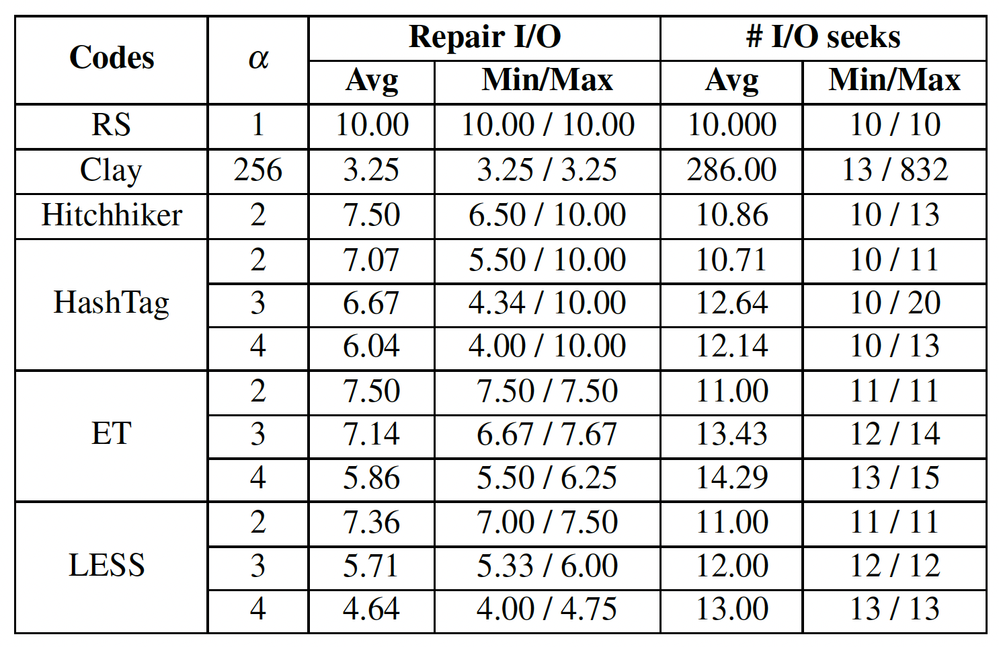 Codes α Repair I/O # I/O seeks
Avg Min/Max Avg Min/Max
RS 1 10.00 10.00 / 10.00 10.000 10 / 10
Clay 256 3.25 3.25 / 3.25 286.00 13 / 832
Hitchhiker 2 7.50 6.50 / 10.00 10.86 10 / 13
HashTag 2 7.07 5.50 / 10.00 10.71 10 / 11
3 6.67 4.34 / 10.00 12.64 10 / 20
4 6.04 4.00 / 10.00 12.14 10 / 13
ET 2 7.50 7.50 / 7.50 11.00 11 / 11
3 7.14 6.67 / 7.67 13.43 12 / 14
4 5.86 5.50 / 6.25 14.29 13 / 15
LESS 2 7.36 7.00 / 7.50 11.00 11 / 11
3 5.71 5.33 / 6.00 12.00 12 / 12
4 4.64 4.00 / 4.75 13.00 13 / 13